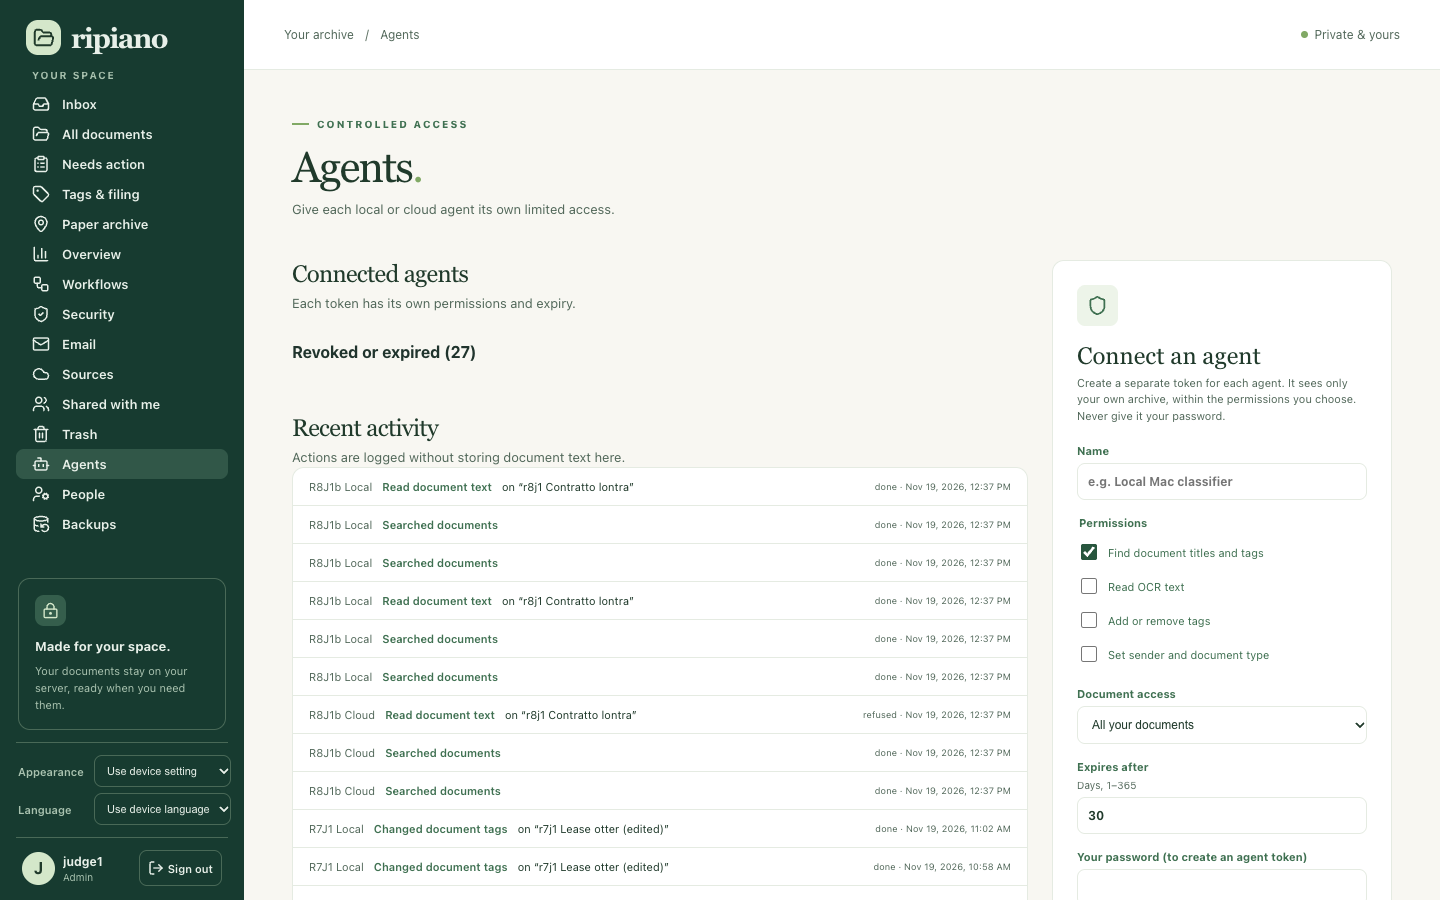 ripiano
YOUR SPACE
Inbox
All documents
Needs action
Tags & filing
Paper archive
Overview
Workflows
Security
Email
Sources
Shared with me
Trash
Agents
People
Backups
Made for your space.
Your documents stay on your
server, ready when you need
them.
Appearance Use device setting
Language Use device language
J judge1
Admin
Sign out
Your archive / Agents
Private & yours
CONTROLLED ACCESS
Agents.
Give each local or cloud agent its own limited access.
Connected agents
Each token has its own permissions and expiry.
Revoked or expired (27)
Recent activity
Actions are logged without storing document text here.
R8J1b Local Read document text on “r8j1 Contratto lontra” done · Nov 19, 2026, 12:37 PM
R8J1b Local Searched documents done · Nov 19, 2026, 12:37 PM
R8J1b Local Searched documents done · Nov 19, 2026, 12:37 PM
R8J1b Local Read document text on “r8j1 Contratto lontra” done · Nov 19, 2026, 12:37 PM
R8J1b Local Searched documents done · Nov 19, 2026, 12:37 PM
R8J1b Local Searched documents done · Nov 19, 2026, 12:37 PM
R8J1b Cloud Read document text on “r8j1 Contratto lontra” refused · Nov 19, 2026, 12:37 PM
R8J1b Cloud Searched documents done · Nov 19, 2026, 12:37 PM
R8J1b Cloud Searched documents done · Nov 19, 2026, 12:37 PM
R7J1 Local Changed document tags on “r7j1 Lease otter (edited)” done · Nov 19, 2026, 11:02 AM
R7J1 Local Changed document tags on “r7j1 Lease otter (edited)” done · Nov 19, 2026, 10:58 AM
Connect an agent
Create a separate token for each agent. It sees only
your own archive, within the permissions you choose.
Never give it your password.
Name
e.g. Local Mac classifier
Permissions
Find document titles and tags
Read OCR text
Add or remove tags
Set sender and document type
Document access
All your documents
Expires after
Days, 1–365
30
Your password (to create an agent token)